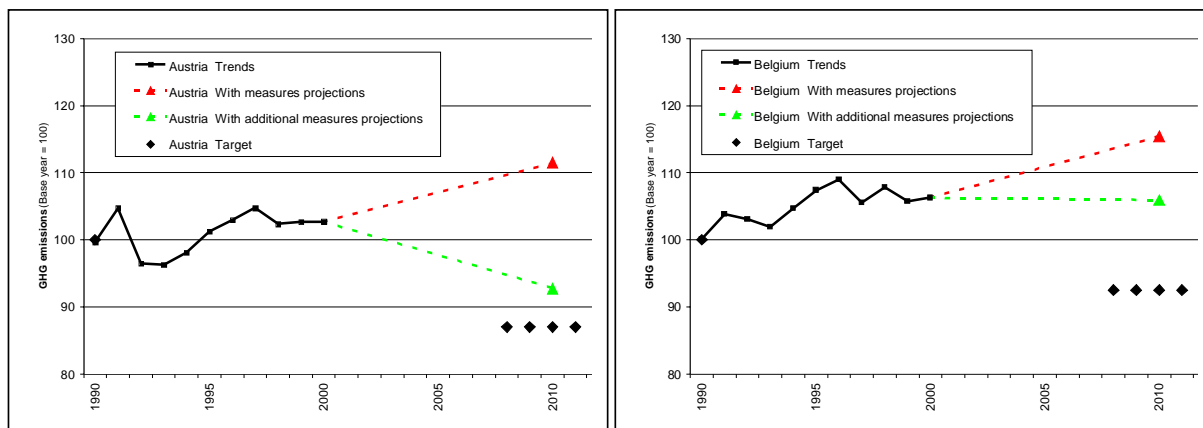 130
120
110
100
90
80
GHG emissions (Base year = 100)
Austria Trends
Austria With measures projections
Austria With additional measures projections
Austria Target
1990
1995
2000
2005
2010
130
120
110
100
90
80
GHG emissions (Base year = 100)
Belgium Trends
Belgium With measures projections
Belgium With additional measures projections
Belgium Target
1990
1995
2000
2005
2010